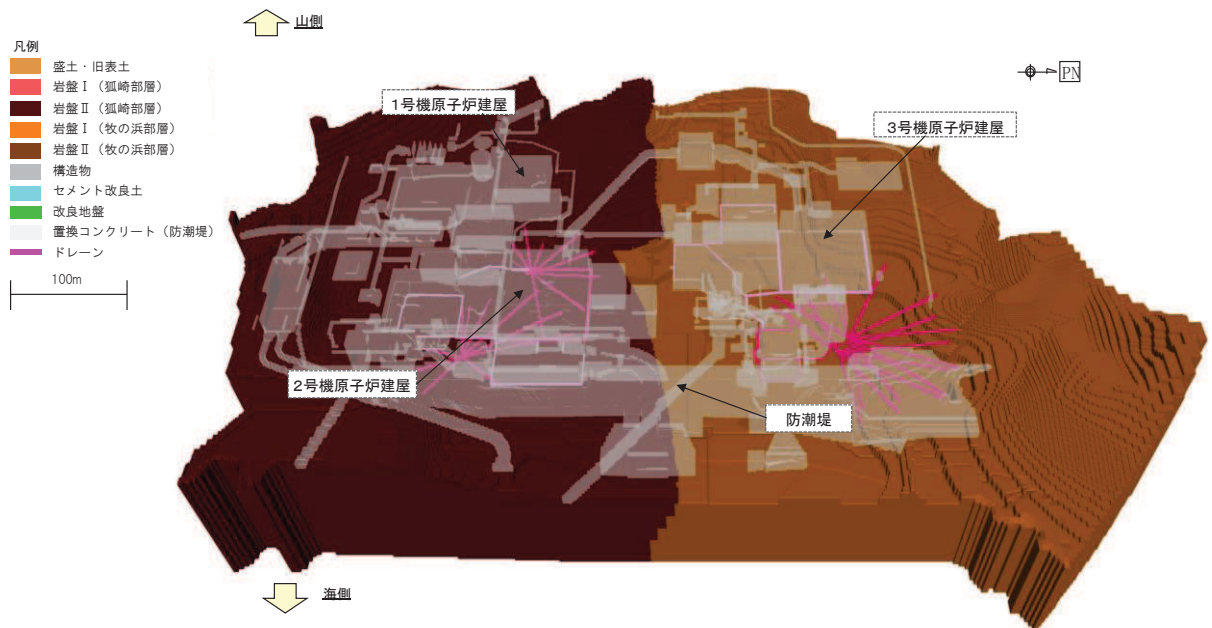 山側
凡例
盛土・旧表土
岩盤Ⅰ（狐崎部層）
岩盤Ⅱ（狐崎部層）
岩盤Ⅰ（牧の浜部層）
岩盤Ⅱ（牧の浜部層）
構造物
セメント改良土
改良地盤
置換コンクリート（防潮堤）
ドレーン
100m
PN
1号機原子炉建屋
3号機原子炉建屋
2号機原子炉建屋
防潮堤
海側